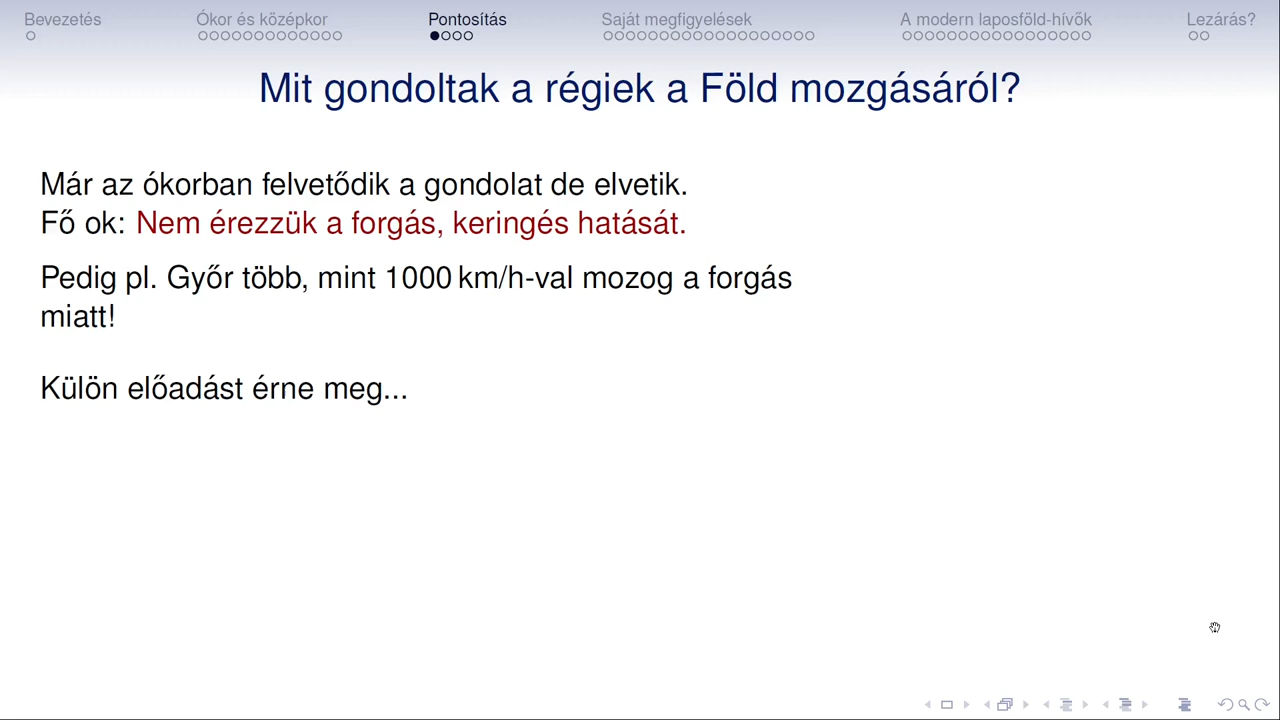 Bevezetés
Ókor és középkor
Pontosítás
Saját megfigyelések
A modern laposföld-hívők
Lezárás?
Mit gondoltak a régiek a Föld mozgásáról?
Már az ókorban felvetődik a gondolat de elvetik.
Fő ok: Nem érezzük a forgás, keringés hatását.
Pedig pl. Győr több, mint 1000 km/h-val mozog a forgás
miatt!
Külön előadást érne meg...